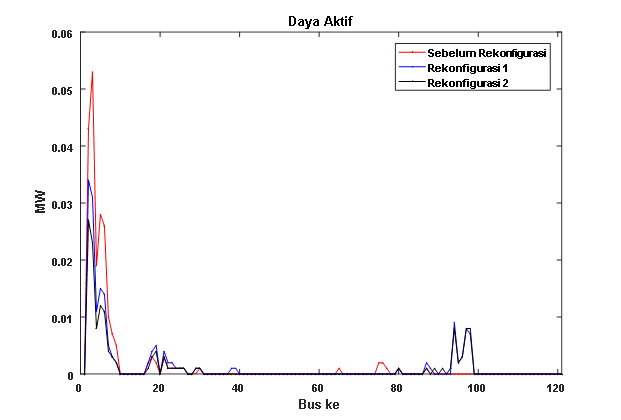 Daya Aktif
0.06
0.05
0.04
0.03
0.02
0.01
0
MW
Sebelum Rekonfigurasi
Rekonfigurasi 1
Rekonfigurasi 2
0 20 40 60 80 100 120
Bus ke